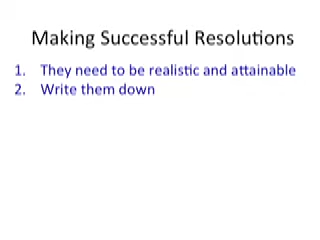 Making Successful Resolutions
1. They need to be realistic and attainable
2. Write them down